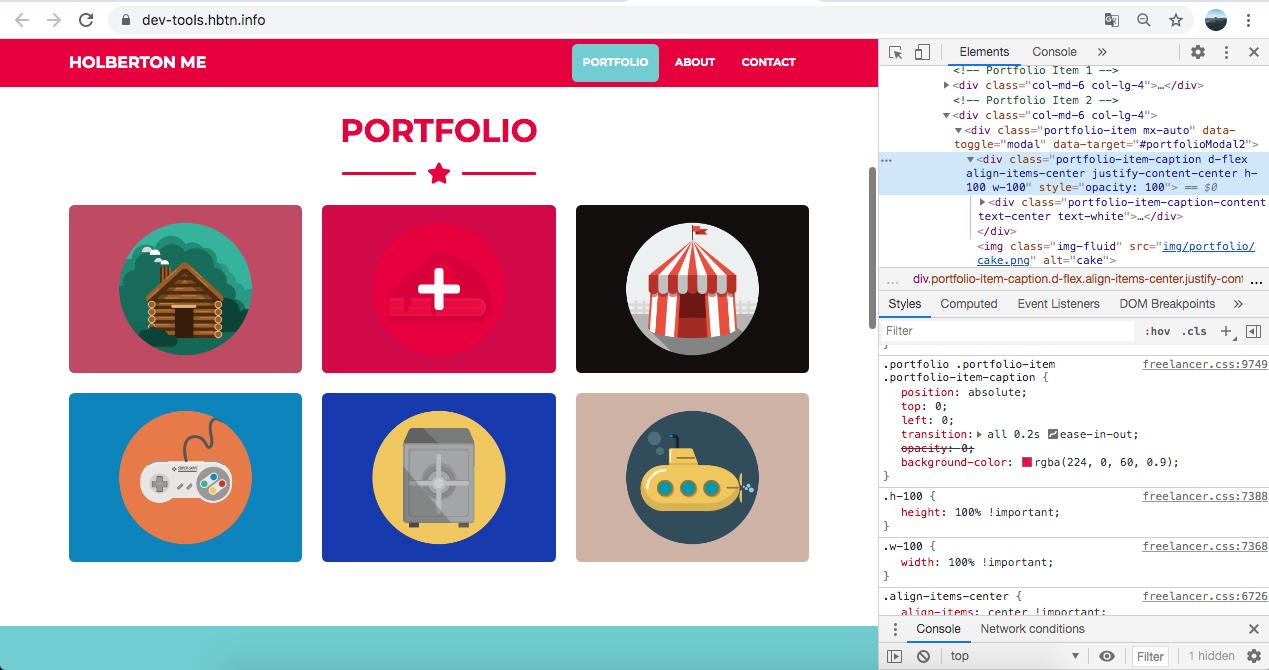 dev-tools.hbtn.info
HOLBERTON ME
PORTFOLIO
ABOUT
CONTACT
PORTFOLIO
SUPER GAME
Elements
Console
»
<!-- Portfolio Item 1 -->
<div class="col-md-6 col-lg-4">…</div>
<!-- Portfolio Item 2 -->
<div class="col-md-6 col-lg-4">
<div class="portfolio-item mx-auto" data-
toggle="modal" data-target="#portfolioModal2">
<div class="portfolio-item-caption d-flex
align-items-center justify-content-center h-
100 w-100" style="opacity: 100"> == $0
<div class="portfolio-item-caption-content
text-center text-white">…</div>
</div>
<img class="img-fluid" src="img/portfolio/
cake.png" alt="cake">
... div.portfolio-item-caption.d-flex.align-items-center.justify-cont ...
Styles
Computed
Event Listeners
DOM Breakpoints
»
Filter
:hov
.cls
+
}
.portfolio .portfolio-item
freelancer.css:9749
.portfolio-item-caption {
position: absolute;
top: 0;
left: 0;
transition: all 0.2s ease-in-out;
opacity: 0;
background-color: rgba(224, 0, 60, 0.9);
}
.h-100 {
freelancer.css:7388
height: 100% !important;
}
.w-100 {
freelancer.css:7368
width: 100% !important;
}
.align-items-center {
freelancer.css:6726
align-items: center !important;
Console
Network conditions
top
Filter
1 hidden